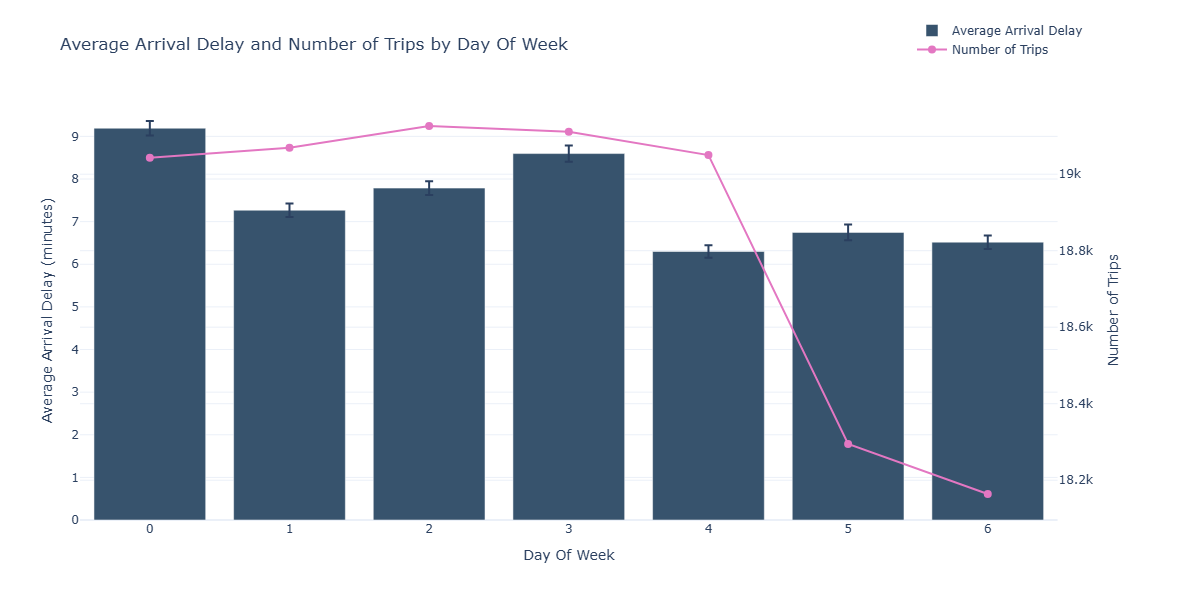 Average Arrival Delay and Number of Trips by Day Of Week
Average Arrival Delay
Number of Trips
9
8
7
6
5
4
3
2
1
0
Average Arrival Delay (minutes)
19k
18.8k
18.6k
18.4k
18.2k
Number of Trips
0 1 2 3 4 5 6
Day Of Week